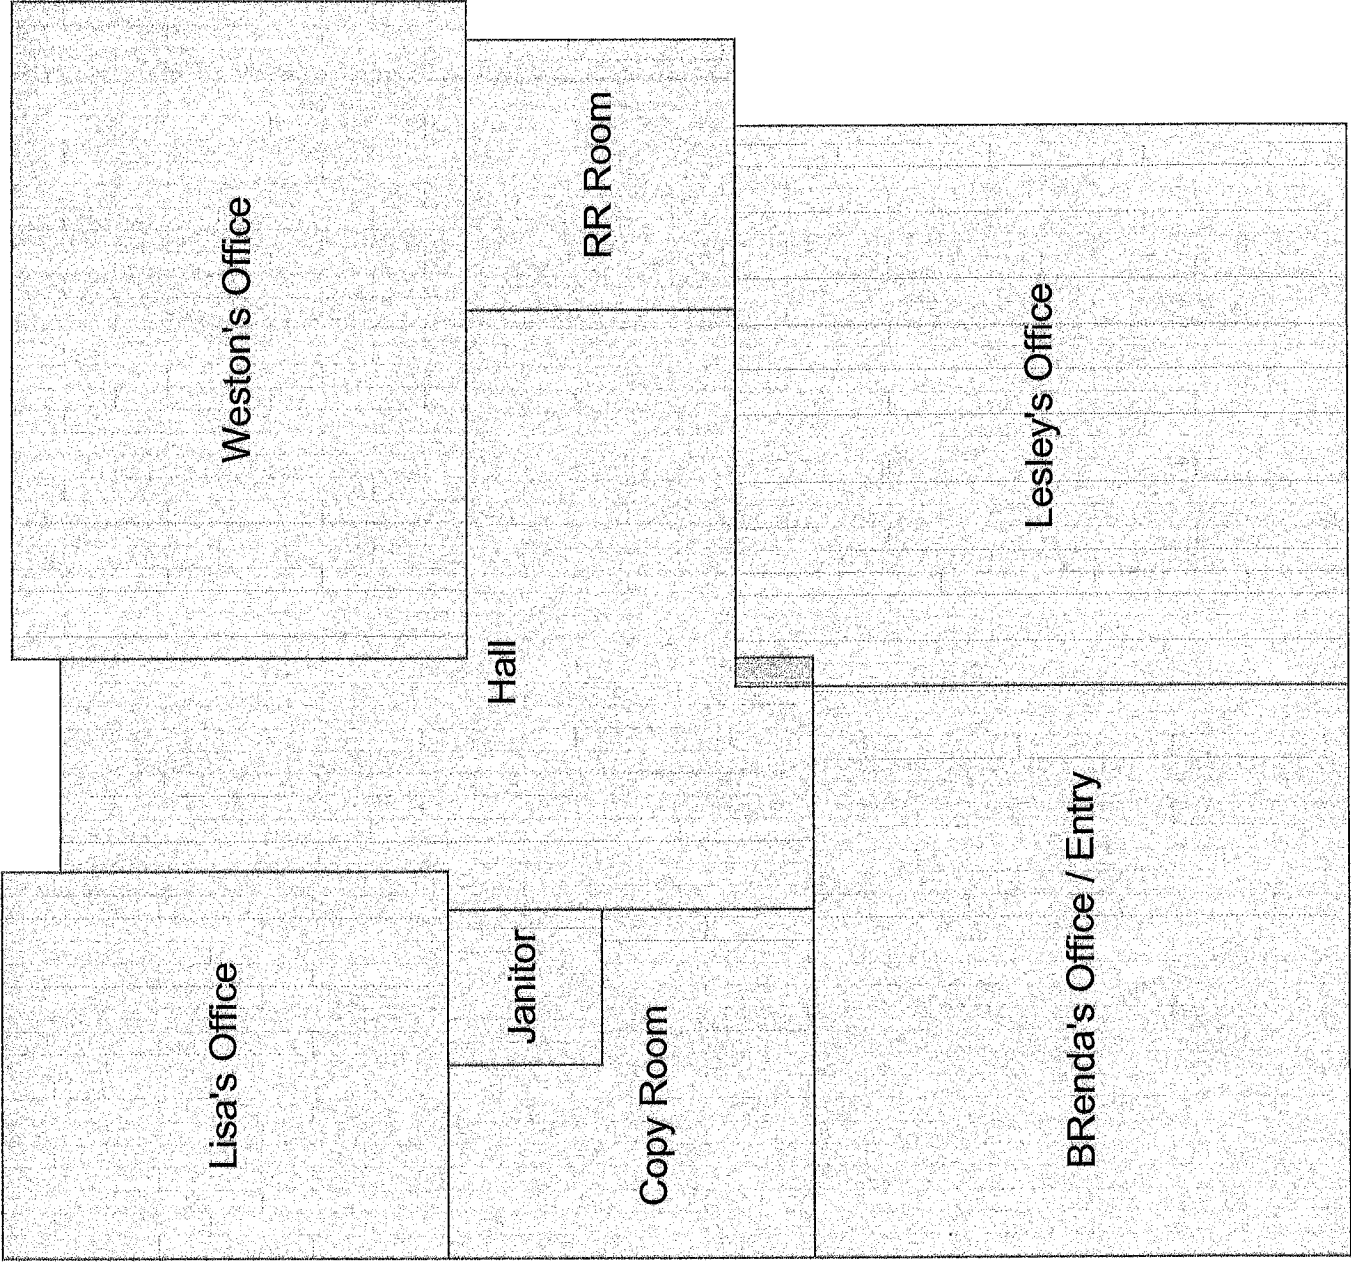 Weston's Office
RR Room
Lesley's Office
Hall
Lisa's Office
Janitor
Copy Room
BRenda's Office / Entry